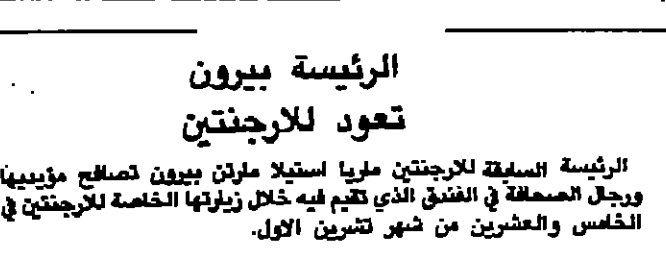 الرئيسة بيرون
تعود للارجنتين
الرئيسة السابقة للارجنتين ماريا استيلا مارتن بيرون تصافح مؤيديها
ورجال الصحافة في الفندق الذي تقيم فيه خلال زيارتها الخاصة للارجنتين في
الخامس والعشرين من شهر تشرين الاول.